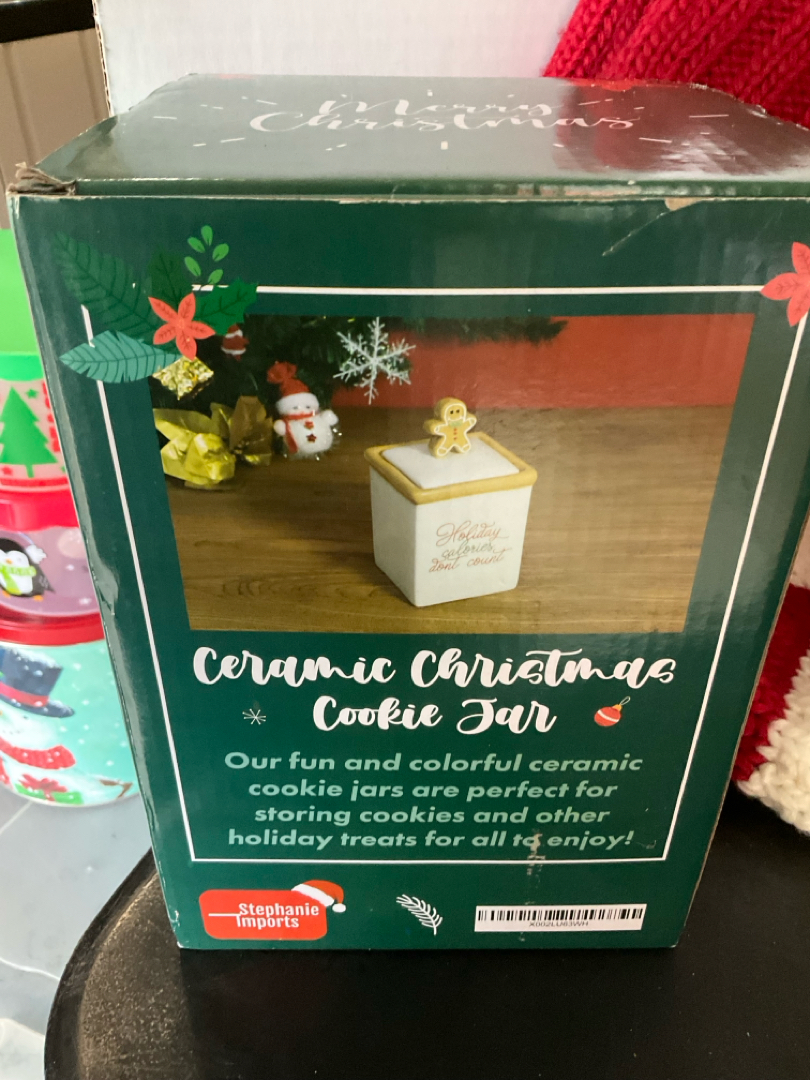 Merry
Christmas
Holiday
calories
dont count
Ceramic Christmas
Cookie Jar
Our fun and colorful ceramic
cookie jars are perfect for
storing cookies and other
holiday treats for all to enjoy!
Stephanie
Imports
X002LU63WH